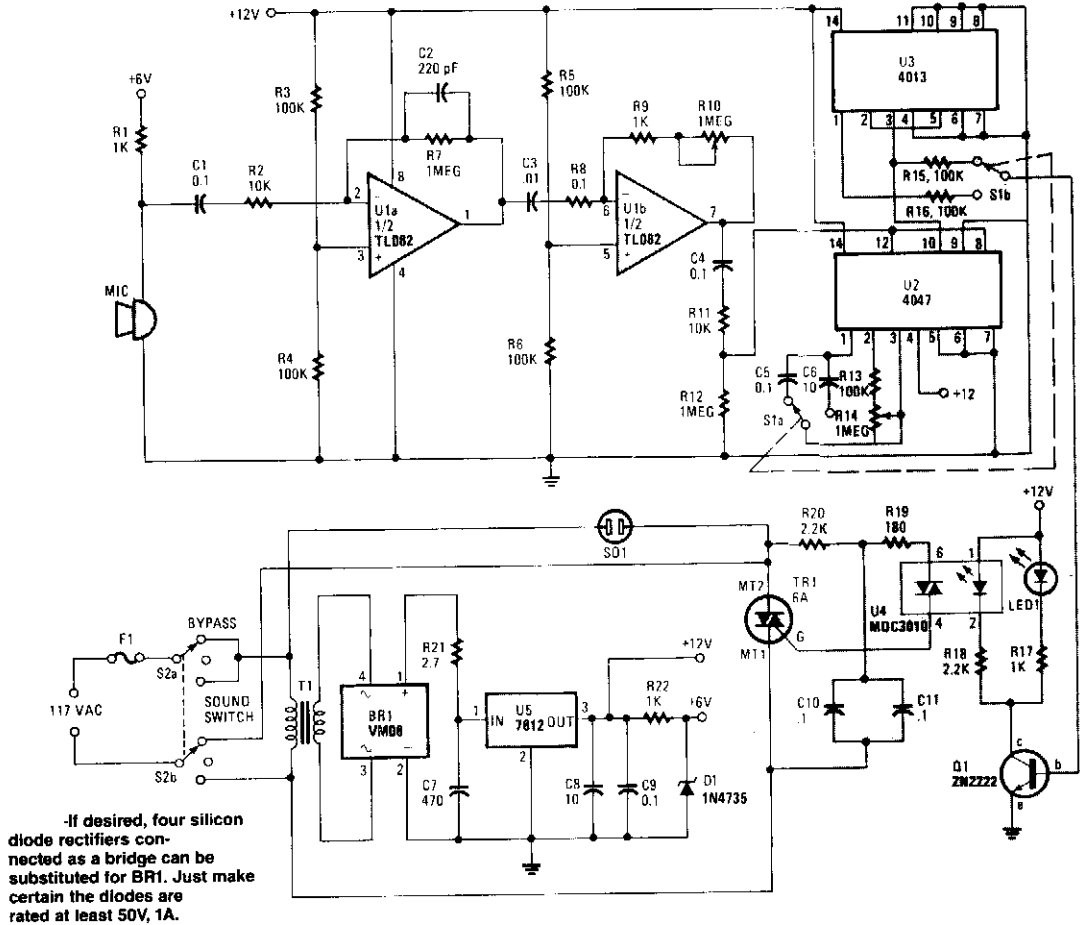 +12V
+6V
R1
1K
C1
0.1
R2
10K
MIC
R3
100K
R4
100K
C2
220 pF
R7
1MEG
2
8
U1a
1/2
TL082
1
3
4
-
+
C3
.01
R5
100K
R6
100K
R8
0.1
R9
1K
R10
1MEG
6
7
U1b
1/2
TL082
5
-
+
C4
0.1
R11
10K
R12
1MEG
14
11
10
9
8
U3
4013
1
2
3
4
5
6
7
R15, 100K
R16, 100K
S1b
14
12
10
9
8
U2
4047
1
2
3
4
5
6
7
C5
0.1
C6
10
R13
100K
R14
1MEG
+12
S1a
F1
BYPASS
S2a
117 VAC
SOUND
SWITCH
S2b
T1
4
1
BR1
VM08
3
2
R21
2.7
1
IN
U5
7812
OUT
3
2
C7
470
C8
10
C9
0.1
+12V
R22
1K
+6V
D1
1N4735
SO1
R20
2.2K
R19
180
MT2
TR1
6A
G
MT1
6
1
U4
MOC3010
4
2
+12V
LED1
R18
2.2K
R17
1K
C10
.1
C11
.1
Q1
2N2222
c
b
e
-If desired, four silicon
diode rectifiers con-
nected as a bridge can be
substituted for BR1. Just make
certain the diodes are
rated at least 50V, 1A.